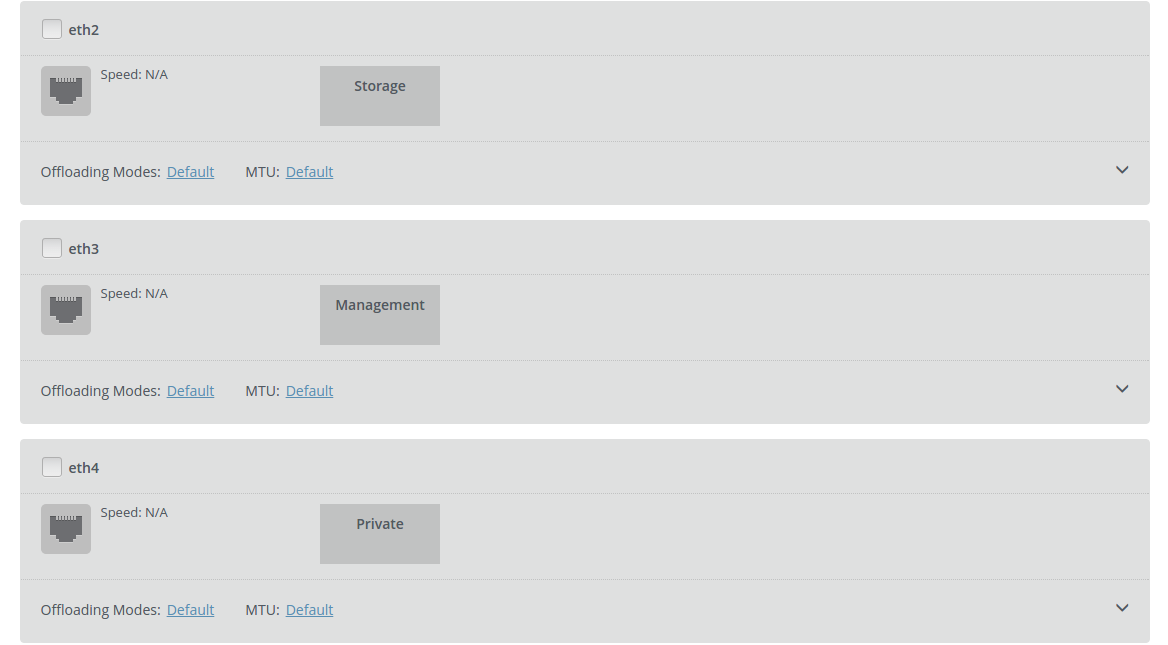 eth2
Speed: N/A
Storage
Offloading Modes: Default MTU: Default
eth3
Speed: N/A
Management
Offloading Modes: Default MTU: Default
eth4
Speed: N/A
Private
Offloading Modes: Default MTU: Default